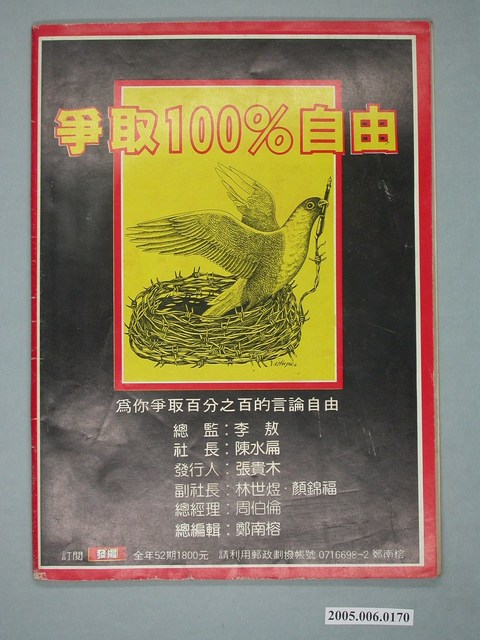 爭取100%自由
為你爭取百分之百的言論自由
總監：李敖
社長：陳水扁
發行人：張貴木
副社長：林世煜·顏錦福
總經理：周伯倫
總編輯：鄭南榕
訂閱 發揚 全年52期1800元 請利用郵政劃撥帳號 0716698-2 鄭南榕
2005.006.0170